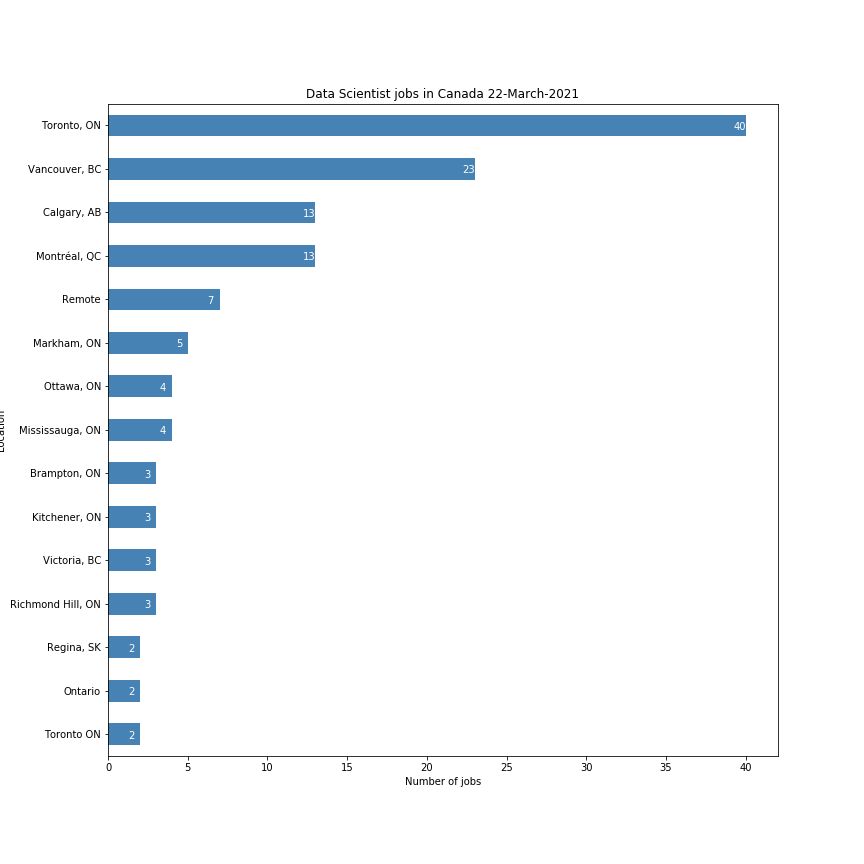 Data Scientist jobs in Canada 22-March-2021
Toronto, ON
40
Vancouver, BC
23
Calgary, AB
13
Montréal, QC
13
Remote
7
Markham, ON
5
Ottawa, ON
4
Mississauga, ON
4
Brampton, ON
3
Kitchener, ON
3
Victoria, BC
3
Richmond Hill, ON
3
Regina, SK
2
Ontario
2
Toronto ON
2
Location
0 5 10 15 20 25 30 35 40
Number of jobs